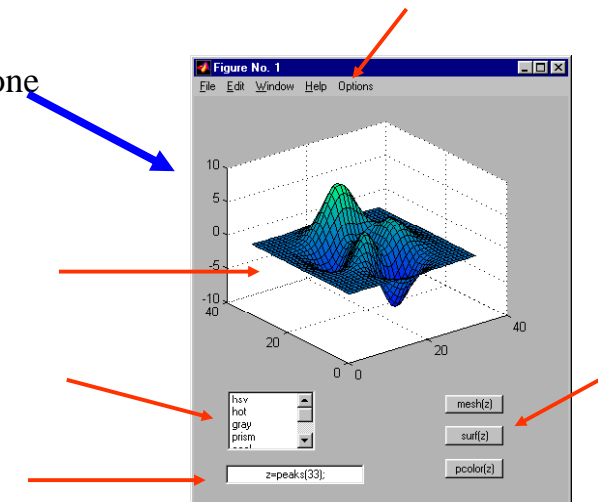 one
Figure No. 1
File Edit Window Help Options
10
5
0
-5
-10
40
20
0
0
20
40
hsv
hot
gray
prism
mesh(z)
surf(z)
pcolor(z)
z=peaks(33);